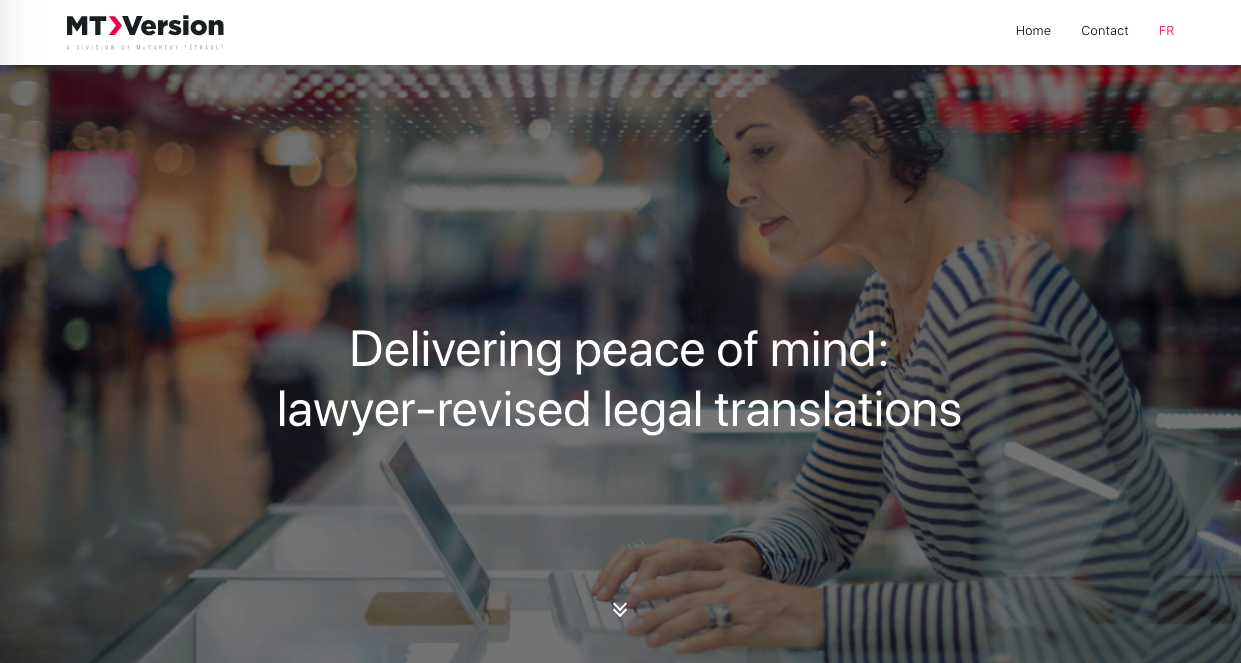 MT>Version
A DIVISION OF McCARTHY TÉTRAULT
Home
Contact
FR
Delivering peace of mind:
lawyer-revised legal translations